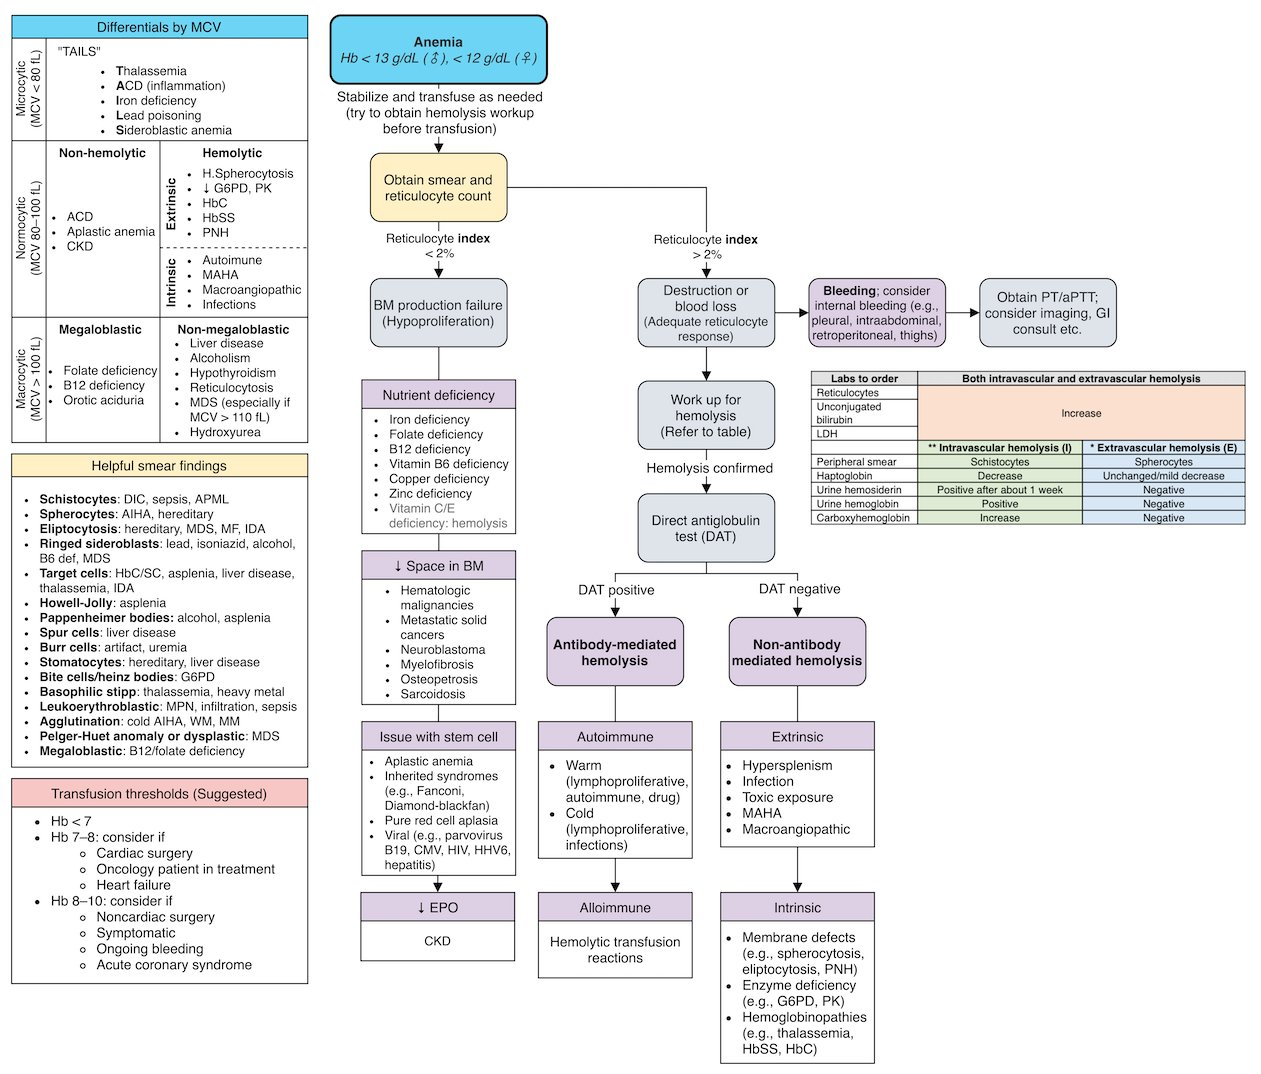 Differentials by MCV
Microcytic
(MCV < 80 fL)
"TAILS"
• Thalassemia
• ACD (inflammation)
• Iron deficiency
• Lead poisoning
• Sideroblastic anemia
Normocytic
(MCV 80–100 fL)
Non-hemolytic
• ACD
• Aplastic anemia
• CKD
Hemolytic
Extrinsic
• H.Spherocytosis
• ↓ G6PD, PK
• HbC
• HbSS
• PNH
Intrinsic
• Autoimune
• MAHA
• Macroangiopathic
• Infections
Macrocytic
(MCV > 100 fL)
Megaloblastic
• Folate deficiency
• B12 deficiency
• Orotic aciduria
Non-megaloblastic
• Liver disease
• Alcoholism
• Hypothyroidism
• Reticulocytosis
• MDS (especially if
MCV > 110 fL)
• Hydroxyurea
Helpful smear findings
• Schistocytes: DIC, sepsis, APML
• Spherocytes: AIHA, hereditary
• Eliptocytosis: hereditary, MDS, MF, IDA
• Ringed sideroblasts: lead, isoniazid, alcohol,
B6 def, MDS
• Target cells: HbC/SC, asplenia, liver disease,
thalassemia, IDA
• Howell-Jolly: asplenia
• Pappenheimer bodies: alcohol, asplenia
• Spur cells: liver disease
• Burr cells: artifact, uremia
• Stomatocytes: hereditary, liver disease
• Bite cells/heinz bodies: G6PD
• Basophilic stipp: thalassemia, heavy metal
• Leukoerythroblastic: MPN, infiltration, sepsis
• Agglutination: cold AIHA, WM, MM
• Pelger-Huet anomaly or dysplastic: MDS
• Megaloblastic: B12/folate deficiency
Transfusion thresholds (Suggested)
• Hb < 7
• Hb 7–8: consider if
○ Cardiac surgery
○ Oncology patient in treatment
○ Heart failure
• Hb 8–10: consider if
○ Noncardiac surgery
○ Symptomatic
○ Ongoing bleeding
○ Acute coronary syndrome
Anemia
Hb < 13 g/dL (♂), < 12 g/dL (♀)
Stabilize and transfuse as needed
(try to obtain hemolysis workup
before transfusion)
Obtain smear and
reticulocyte count
Reticulocyte index
< 2%
BM production failure
(Hypoproliferation)
Nutrient deficiency
• Iron deficiency
• Folate deficiency
• B12 deficiency
• Vitamin B6 deficiency
• Copper deficiency
• Zinc deficiency
• Vitamin C/E
deficiency: hemolysis
↓ Space in BM
• Hematologic
malignancies
• Metastatic solid
cancers
• Neuroblastoma
• Myelofibrosis
• Osteopetrosis
• Sarcoidosis
Issue with stem cell
• Aplastic anemia
• Inherited syndromes
(e.g., Fanconi,
Diamond-blackfan)
• Pure red cell aplasia
• Viral (e.g., parvovirus
B19, CMV, HIV, HHV6,
hepatitis)
↓ EPO
CKD
Reticulocyte index
> 2%
Destruction or
blood loss
(Adequate reticulocyte
response)
Bleeding; consider
internal bleeding (e.g.,
pleural, intraabdominal,
retroperitoneal, thighs)
Obtain PT/aPTT;
consider imaging, GI
consult etc.
Work up for
hemolysis
(Refer to table)
Hemolysis confirmed
Direct antiglobulin
test (DAT)
DAT positive
Antibody-mediated
hemolysis
Autoimmune
• Warm
(lymphoproliferative,
autoimmune, drug)
• Cold
(lymphoproliferative,
infections)
Alloimmune
Hemolytic transfusion
reactions
DAT negative
Non-antibody
mediated hemolysis
Extrinsic
• Hypersplenism
• Infection
• Toxic exposure
• MAHA
• Macroangiopathic
Intrinsic
• Membrane defects
(e.g., spherocytosis,
eliptocytosis, PNH)
• Enzyme deficiency
(e.g., G6PD, PK)
• Hemoglobinopathies
(e.g., thalassemia,
HbSS, HbC)
Labs to order Both intravascular and extravascular hemolysis
Reticulocytes
Unconjugated
bilirubin
LDH
Increase
** Intravascular hemolysis (I) * Extravascular hemolysis (E)
Peripheral smear Schistocytes Spherocytes
Haptoglobin Decrease Unchanged/mild decrease
Urine hemosiderin Positive after about 1 week Negative
Urine hemoglobin Positive Negative
Carboxyhemoglobin Increase Negative